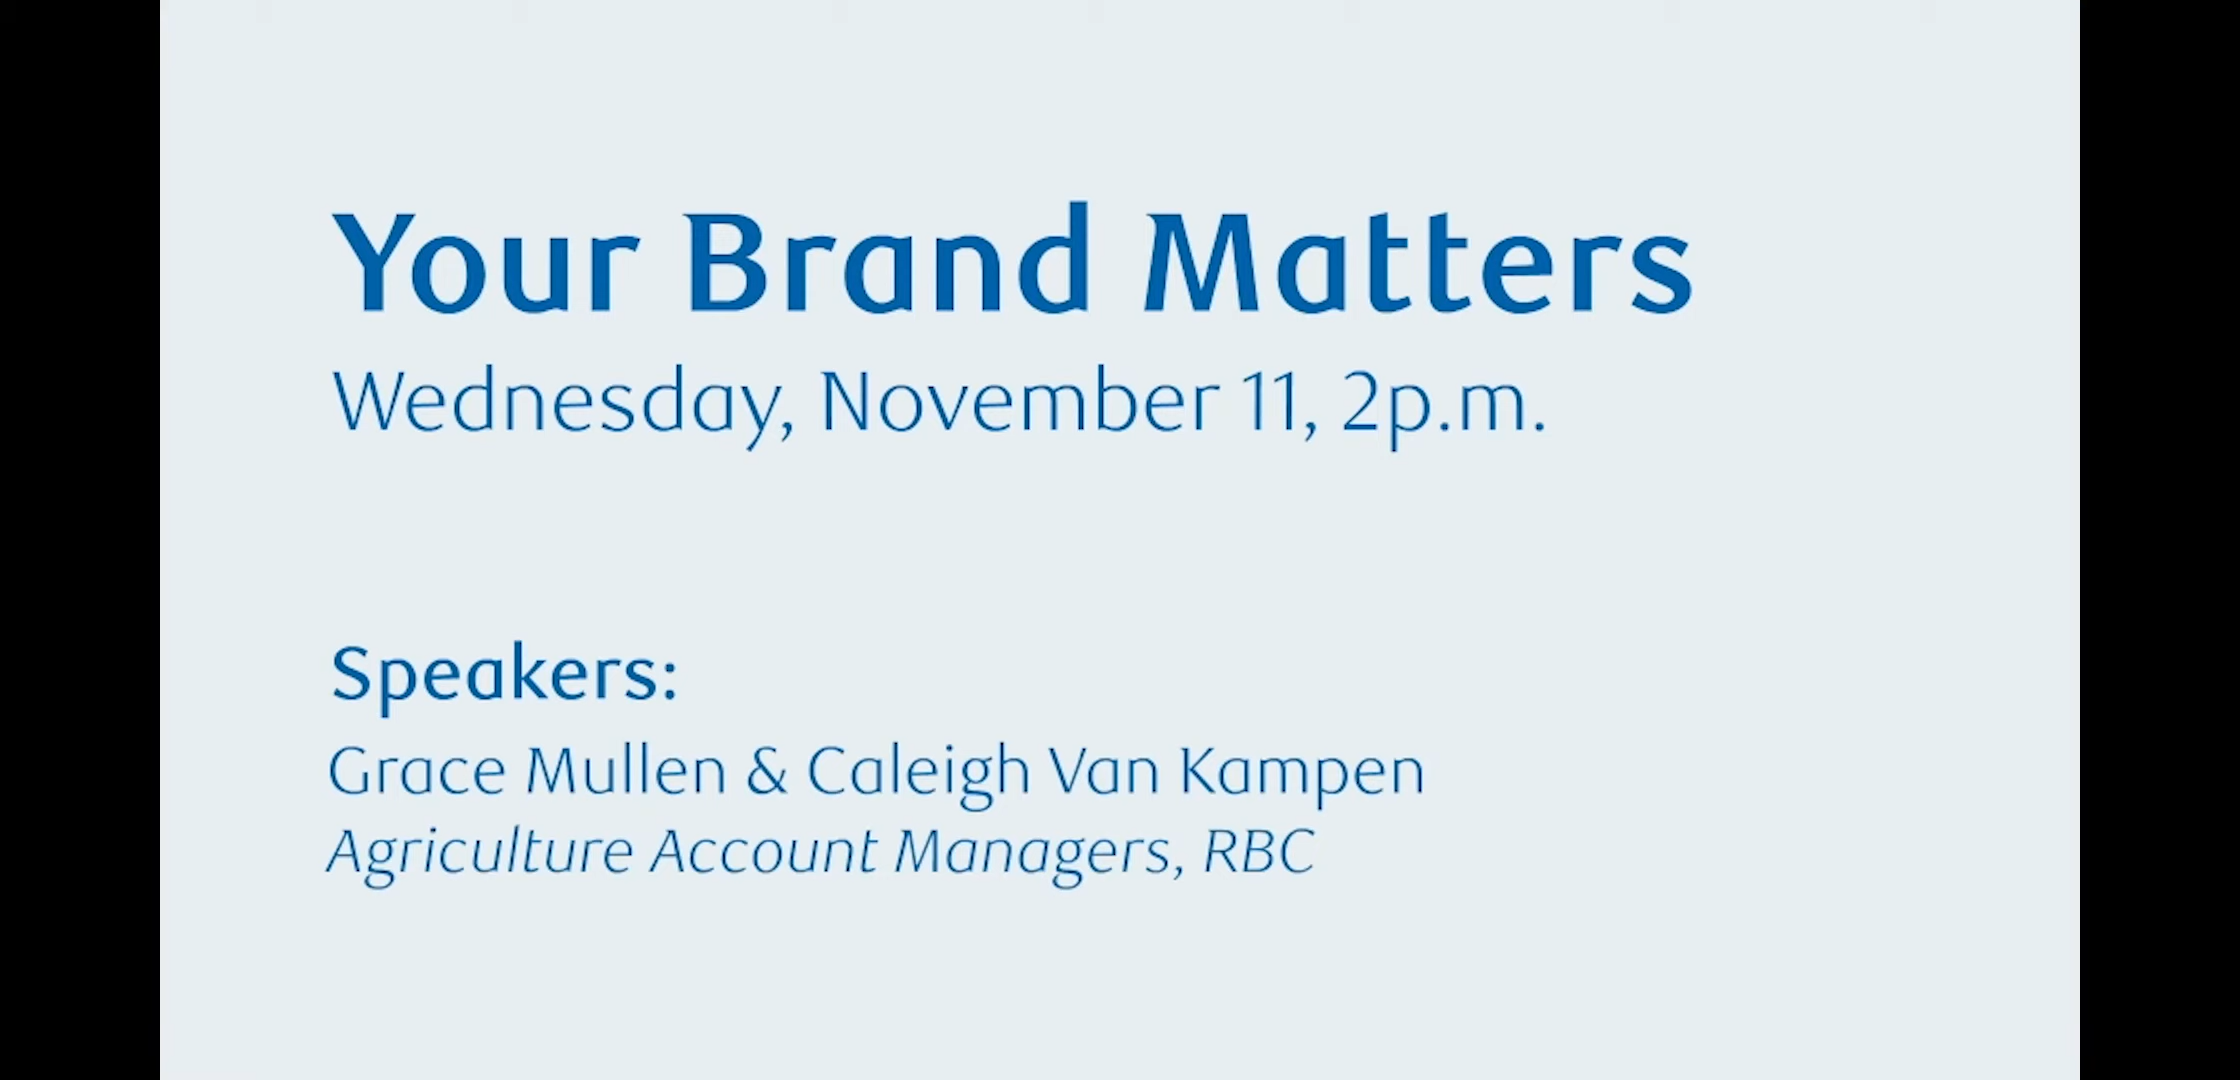 Your Brand Matters
Wednesday, November 11, 2p.m.
Speakers:
Grace Mullen & Caleigh Van Kampen
Agriculture Account Managers, RBC